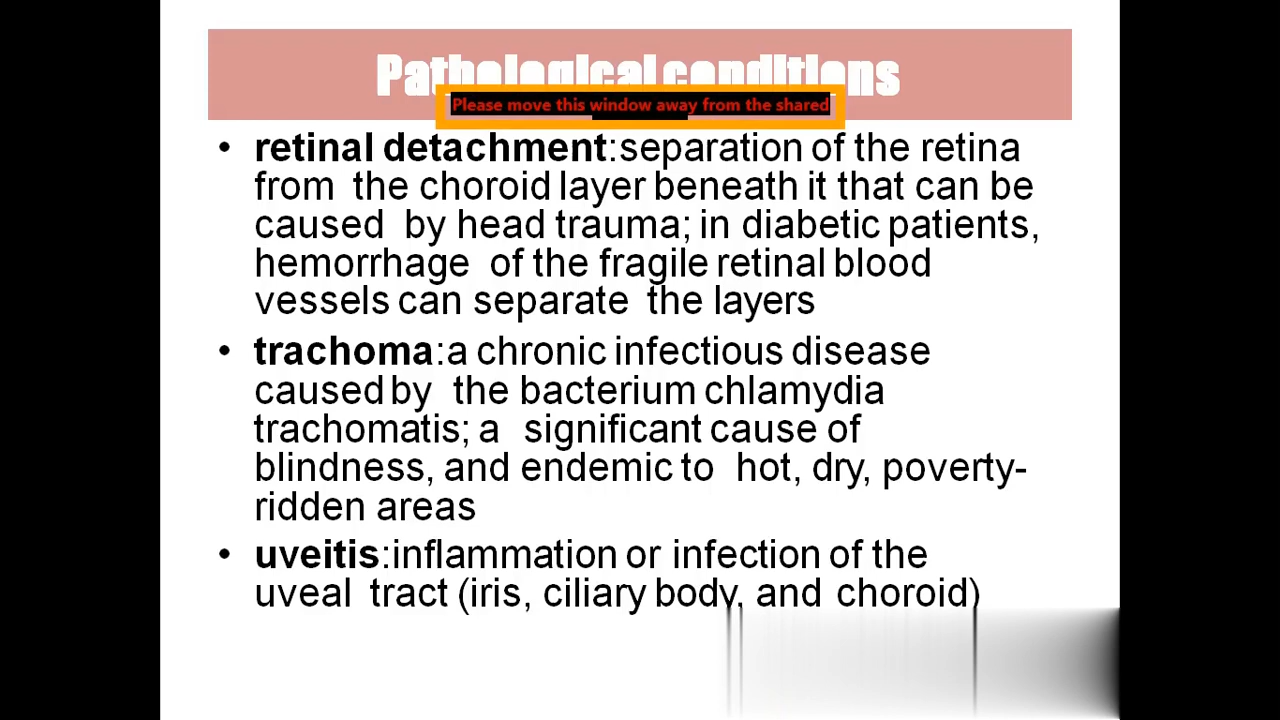 Pathological conditions
Please move this window away from the shared
• retinal detachment:separation of the retina
from the choroid layer beneath it that can be
caused by head trauma; in diabetic patients,
hemorrhage of the fragile retinal blood
vessels can separate the layers
• trachoma:a chronic infectious disease
caused by the bacterium chlamydia
trachomatis; a significant cause of
blindness, and endemic to hot, dry, poverty-
ridden areas
• uveitis:inflammation or infection of the
uveal tract (iris, ciliary body, and choroid)